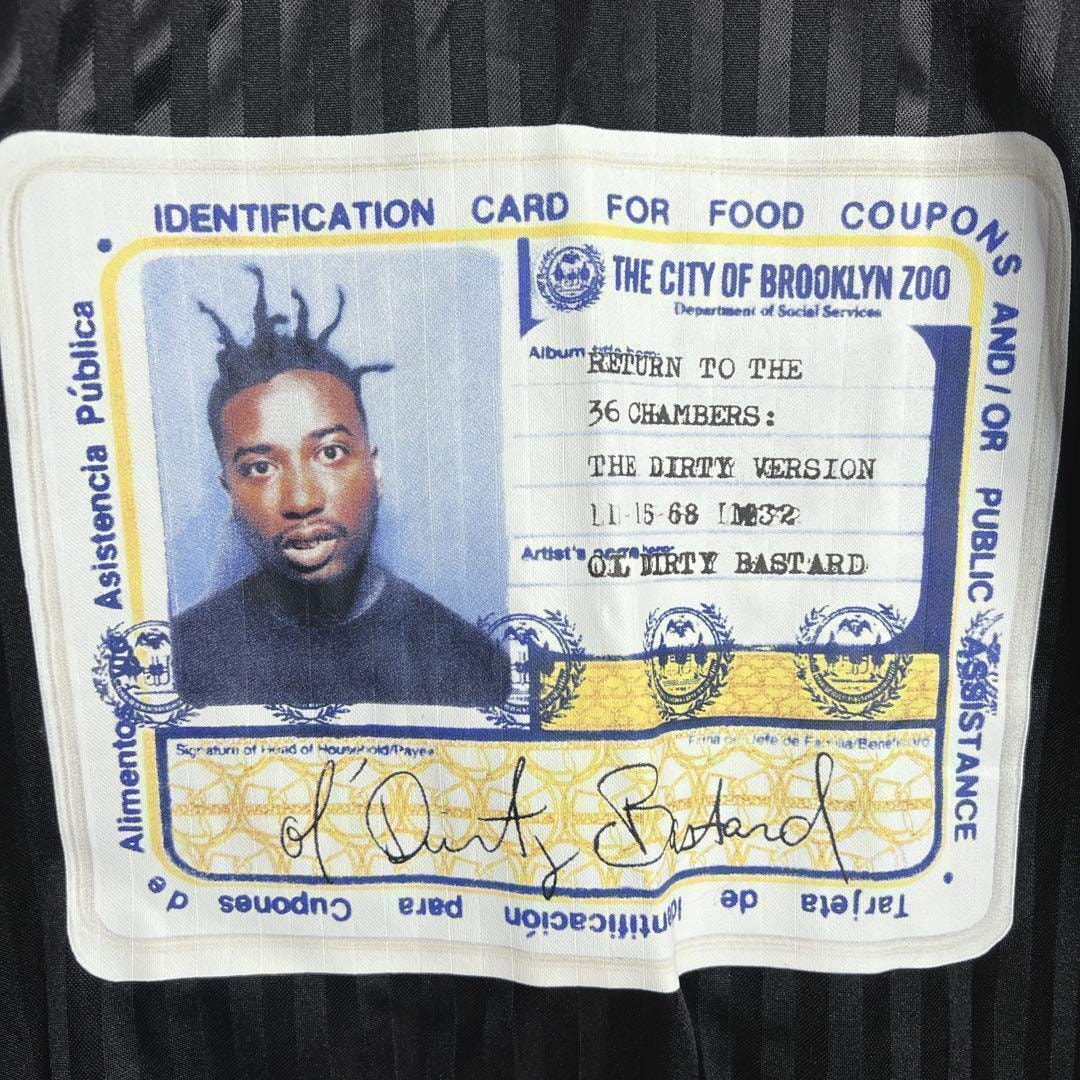 IDENTIFICATION CARD FOR FOOD COUPONS AND/OR PUBLIC ASSISTANCE
THE CITY OF BROOKLYN ZOO
Department of Social Services
Album title here:
RETURN TO THE
36 CHAMBERS:
THE DIRTY VERSION
11-15-68
Artist's
OL DIRTY BASTARD
Signature of Head of Household/Payee
Firma del Jefe de Familia/Beneficiario
ol' Dirty Bastard
Tarjeta de Identificación para Cupones de
Alimentos y/o Asistencia Pública